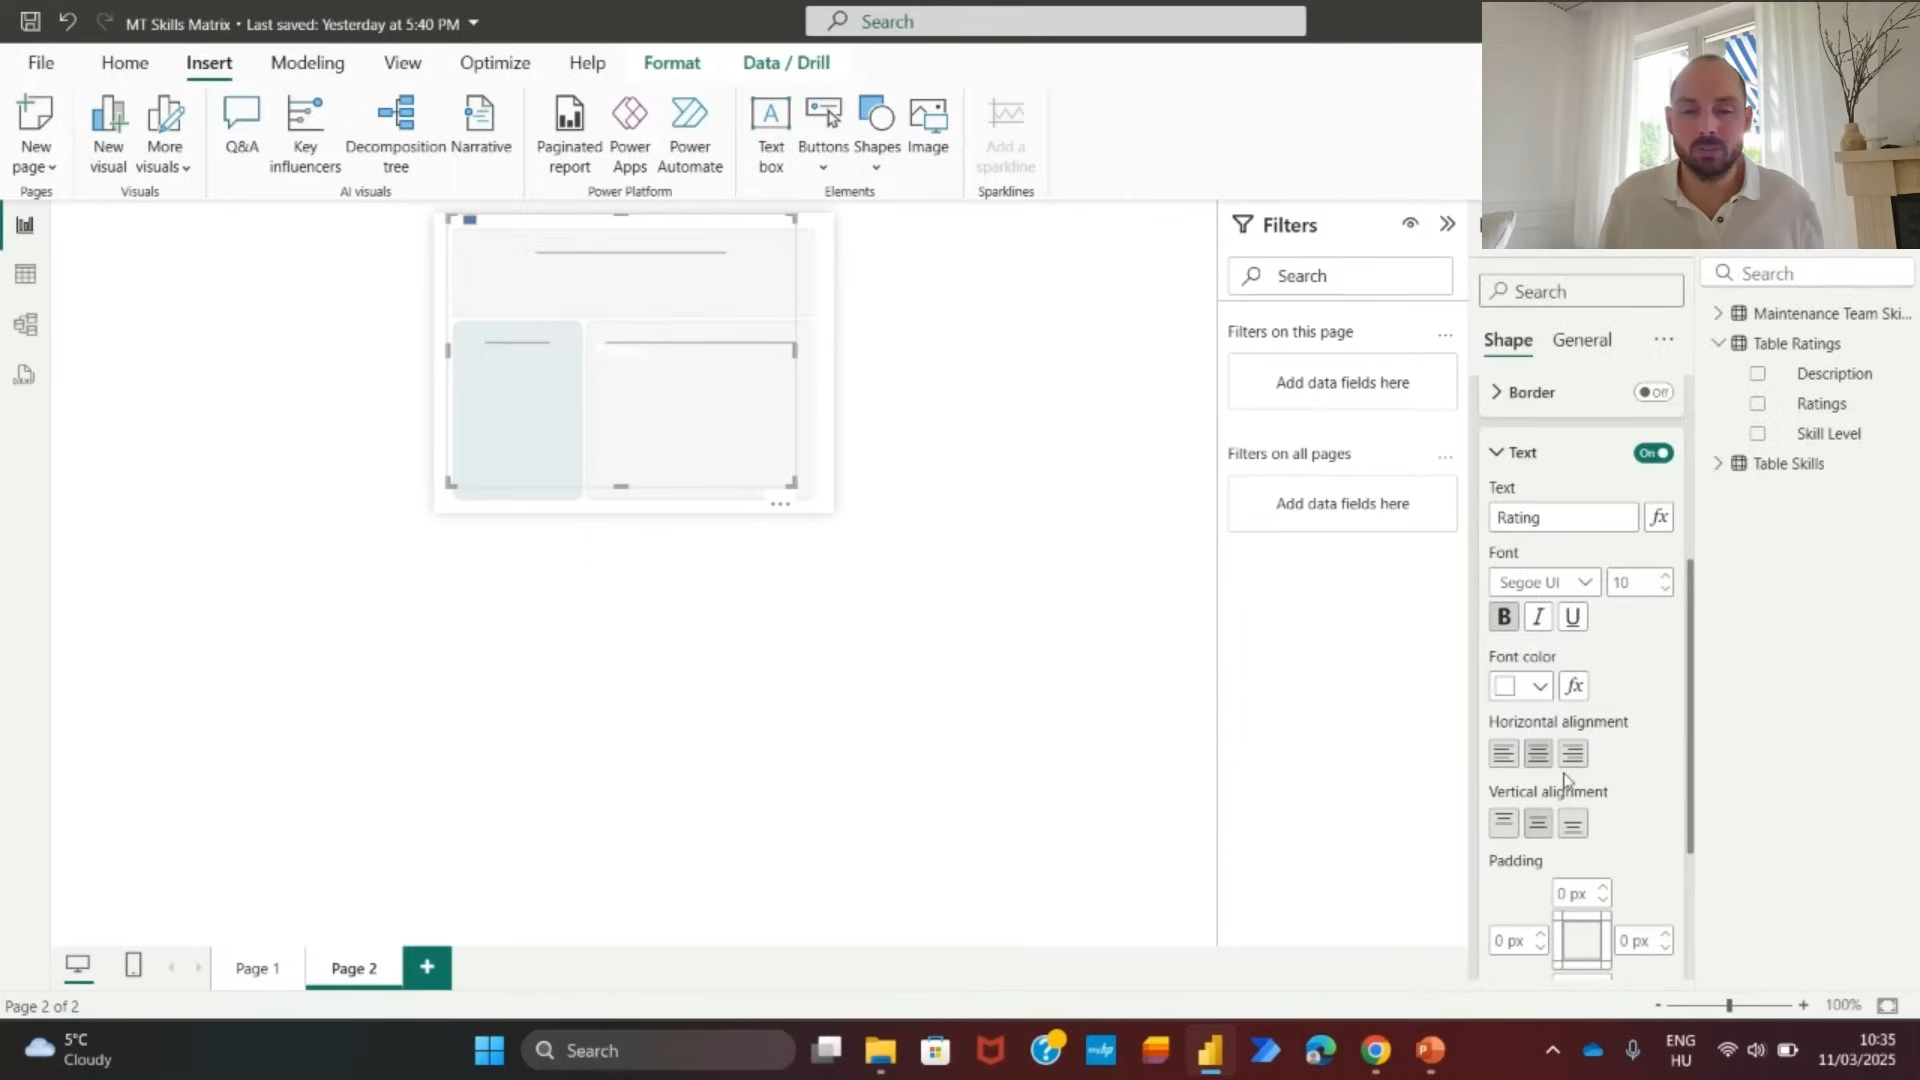 MT Skills Matrix • Last saved: Yesterday at 5:40 PM
Search
File
Home
Insert
Modeling
View
Optimize
Help
Format
Data / Drill
New page
New visual
More visuals
Q&A
Key influencers
Decomposition tree
Narrative
Paginated report
Power Apps
Power Automate
Text box
Buttons
Shapes
Image
Add a sparkline
Pages
Visuals
AI visuals
Power Platform
Elements
Sparklines
Filters
Search
Filters on this page
...
Add data fields here
Filters on all pages
...
Add data fields here
Search
Shape
General
...
Border
Off
Text
On
Text
Rating
fx
Font
Segoe UI
10
B
I
U
Font color
fx
Horizontal alignment
Vertical alignment
Padding
0 px
0 px
0 px
Search
Maintenance Team Ski...
Table Ratings
Description
Ratings
Skill Level
Table Skills
Page 1
Page 2
+
Page 2 of 2
- + 100%
5°C
Cloudy
Search
ENG
HU
10:35
11/03/2025